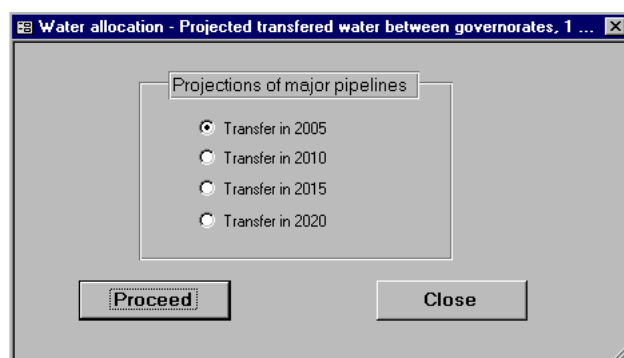 Water allocation - Projected transfered water between governorates, 1 ...
Projections of major pipelines
Transfer in 2005
Transfer in 2010
Transfer in 2015
Transfer in 2020
Proceed Close